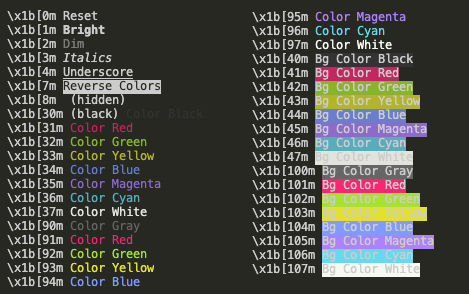 \x1b[0m Reset
\x1b[1m Bright
\x1b[2m Dim
\x1b[3m Italics
\x1b[4m Underscore
\x1b[7m Reverse Colors
\x1b[8m  (hidden)
\x1b[30m (black) Color Black
\x1b[31m Color Red
\x1b[32m Color Green
\x1b[33m Color Yellow
\x1b[34m Color Blue
\x1b[35m Color Magenta
\x1b[36m Color Cyan
\x1b[37m Color White
\x1b[90m Color Gray
\x1b[91m Color Red
\x1b[92m Color Green
\x1b[93m Color Yellow
\x1b[94m Color Blue
\x1b[95m Color Magenta
\x1b[96m Color Cyan
\x1b[97m Color White
\x1b[40m Bg Color Black
\x1b[41m Bg Color Red
\x1b[42m Bg Color Green
\x1b[43m Bg Color Yellow
\x1b[44m Bg Color Blue
\x1b[45m Bg Color Magenta
\x1b[46m Bg Color Cyan
\x1b[47m Bg Color White
\x1b[100m Bg Color Gray
\x1b[101m Bg Color Red
\x1b[102m Bg Color Green
\x1b[103m Bg Color Yellow
\x1b[104m Bg Color Blue
\x1b[105m Bg Color Magenta
\x1b[106m Bg Color Cyan
\x1b[107m Bg Color White